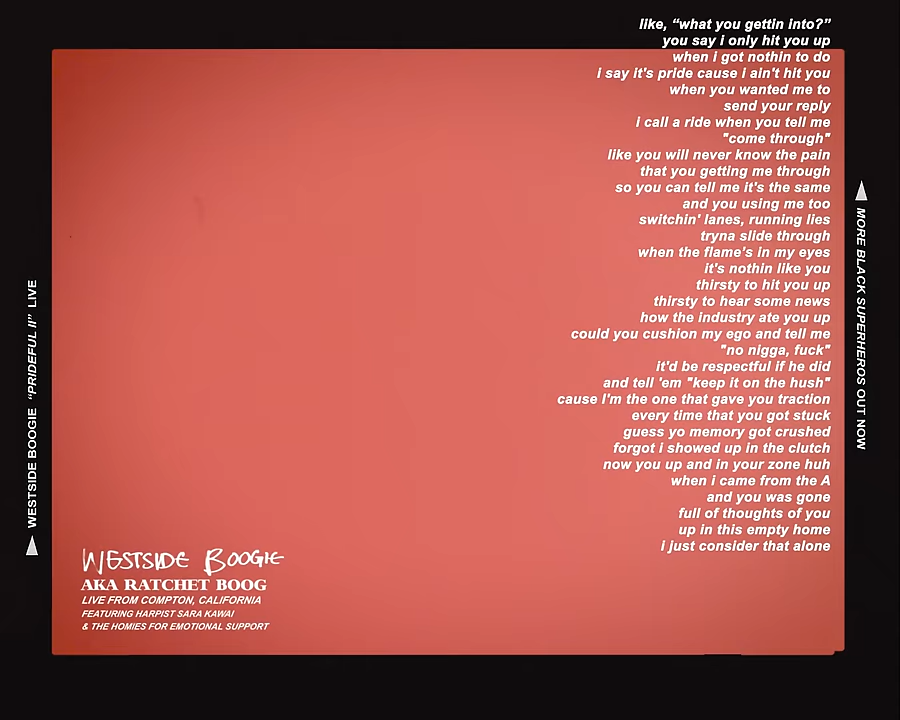 like, “what you gettin into?”
you say i only hit you up
when i got nothin to do
i say it's pride cause i ain't hit you
when you wanted me to
send your reply
i call a ride when you tell me
"come through"
like you will never know the pain
that you getting me through
so you can tell me it's the same
and you using me too
switchin' lanes, running lies
tryna slide through
when the flame's in my eyes
it's nothin like you
thirsty to hit you up
thirsty to hear some news
how the industry ate you up
could you cushion my ego and tell me
"no nigga, fuck"
it'd be respectful if he did
and tell 'em "keep it on the hush"
cause I'm the one that gave you traction
every time that you got stuck
guess yo memory got crushed
forgot i showed up in the clutch
now you up and in your zone huh
when i came from the A
and you was gone
full of thoughts of you
up in this empty home
i just consider that alone
WESTSIDE BOOGIE “PRIDEFUL II” LIVE
MORE BLACK SUPERHEROS OUT NOW
WESTSIDE BOOGIE
AKA RATCHET BOOG
LIVE FROM COMPTON, CALIFORNIA
FEATURING HARPIST SARA KAWAI
& THE HOMIES FOR EMOTIONAL SUPPORT